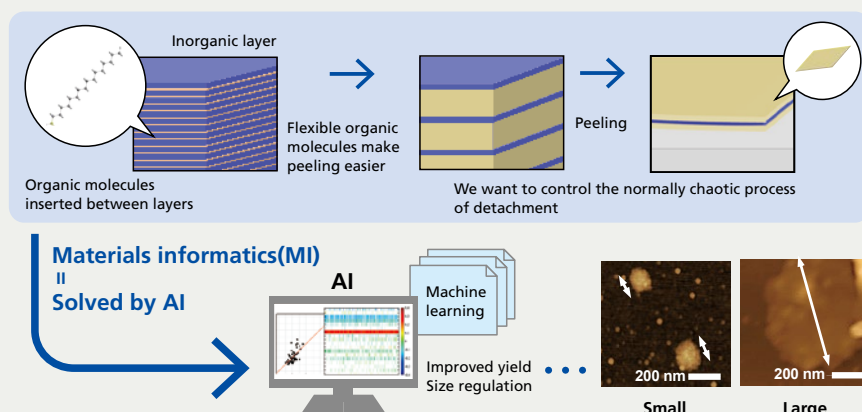 Inorganic layer
Flexible organic
molecules make
peeling easier
Peeling
Organic molecules
inserted between layers
We want to control the normally chaotic process
of detachment
Materials informatics(MI)
=
Solved by AI
AI
Machine
learning
Improved yield
Size regulation
200 nm
200 nm
Small
Large